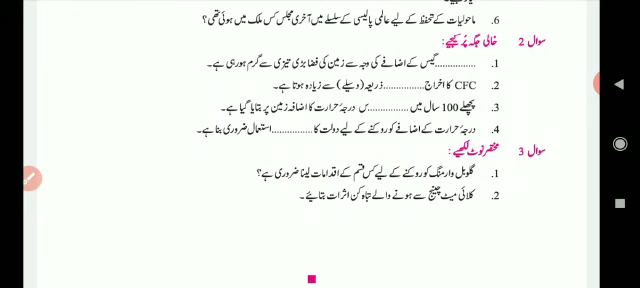 6. ماحولیات کے تحفظ کے لیے عالمی پالیسی کے سلسلے میں آخری مجلس کس ملک میں ہوئی تھی؟
سوال 2 خالی جگہ پُر کیجیے:
1. ...............گیس کے اضافے کی وجہ سے زمین کی فضا بڑی تیزی سے گرم ہو رہی ہے۔
2. CFC کا اخراج...............ذریعہ (وسیلے) سے زیادہ ہوتا ہے۔
3. پچھلے 100 سال میں ...............س درجۂ حرارت کا اضافہ زمین پر بتایا گیا ہے۔
4. درجۂ حرارت کے اضافے کو روکنے کے لیے دولت کا...............استعمال ضروری بنا ہے۔
سوال 3 مختصر نوٹ لکھیے:
1. گلوبل وارمنگ کو روکنے کے لیے کس قسم کے اقدامات لینا ضروری ہے؟
2. کلائی میٹ چینج سے ہونے والے تباہ کن اثرات بتائیے۔